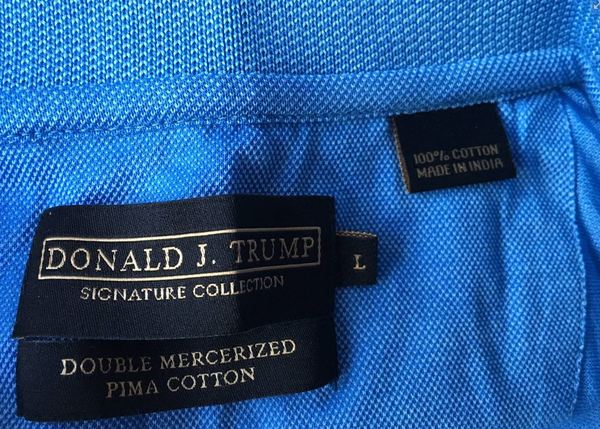 100% COTTON
MADE IN INDIA
DONALD J. TRUMP
SIGNATURE COLLECTION
L
DOUBLE MERCERIZED
PIMA COTTON